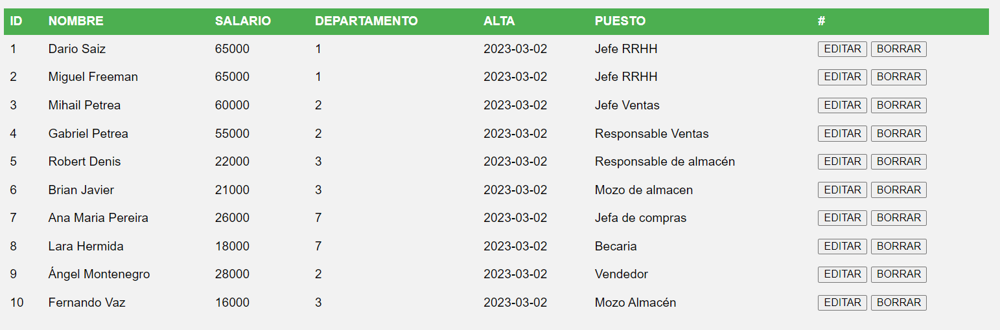 ID NOMBRE SALARIO DEPARTAMENTO ALTA PUESTO #
1 Dario Saiz 65000 1 2023-03-02 Jefe RRHH EDITAR BORRAR
2 Miguel Freeman 65000 1 2023-03-02 Jefe RRHH EDITAR BORRAR
3 Mihail Petrea 60000 2 2023-03-02 Jefe Ventas EDITAR BORRAR
4 Gabriel Petrea 55000 2 2023-03-02 Responsable Ventas EDITAR BORRAR
5 Robert Denis 22000 3 2023-03-02 Responsable de almacén EDITAR BORRAR
6 Brian Javier 21000 3 2023-03-02 Mozo de almacen EDITAR BORRAR
7 Ana Maria Pereira 26000 7 2023-03-02 Jefa de compras EDITAR BORRAR
8 Lara Hermida 18000 7 2023-03-02 Becaria EDITAR BORRAR
9 Ángel Montenegro 28000 2 2023-03-02 Vendedor EDITAR BORRAR
10 Fernando Vaz 16000 3 2023-03-02 Mozo Almacén EDITAR BORRAR